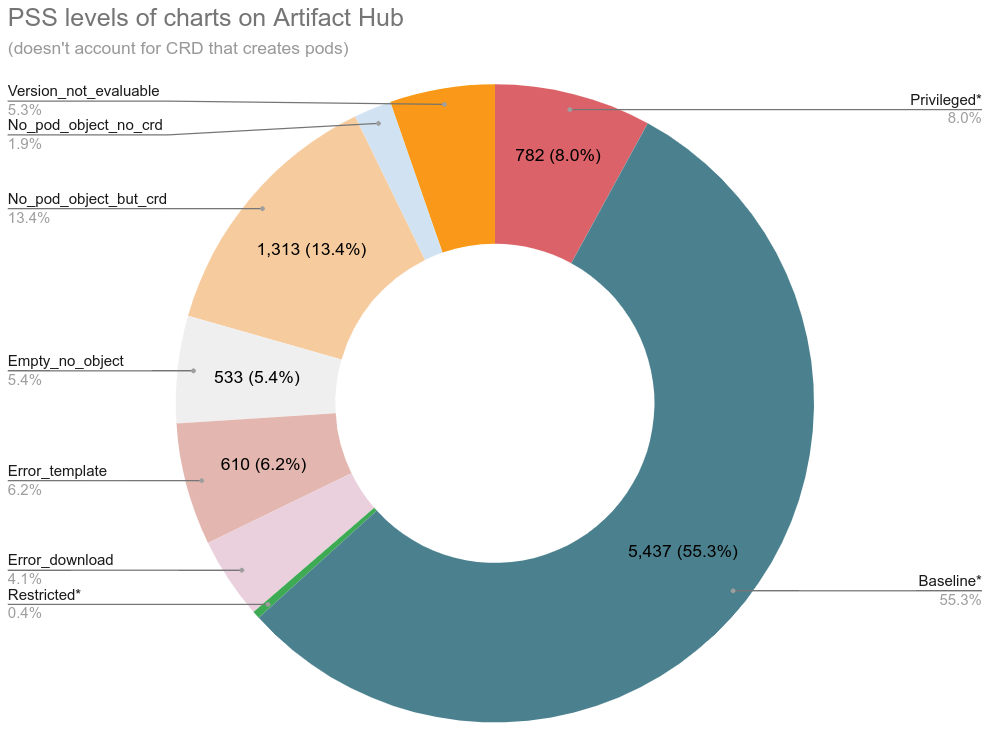 PSS levels of charts on Artifact Hub
(doesn't account for CRD that creates pods)
Version_not_evaluable
5.3%
No_pod_object_no_crd
1.9%
No_pod_object_but_crd
13.4%
Empty_no_object
5.4%
Error_template
6.2%
Error_download
4.1%
Restricted*
0.4%
Privileged*
8.0%
Baseline*
55.3%
782 (8.0%)
1,313 (13.4%)
533 (5.4%)
610 (6.2%)
5,437 (55.3%)